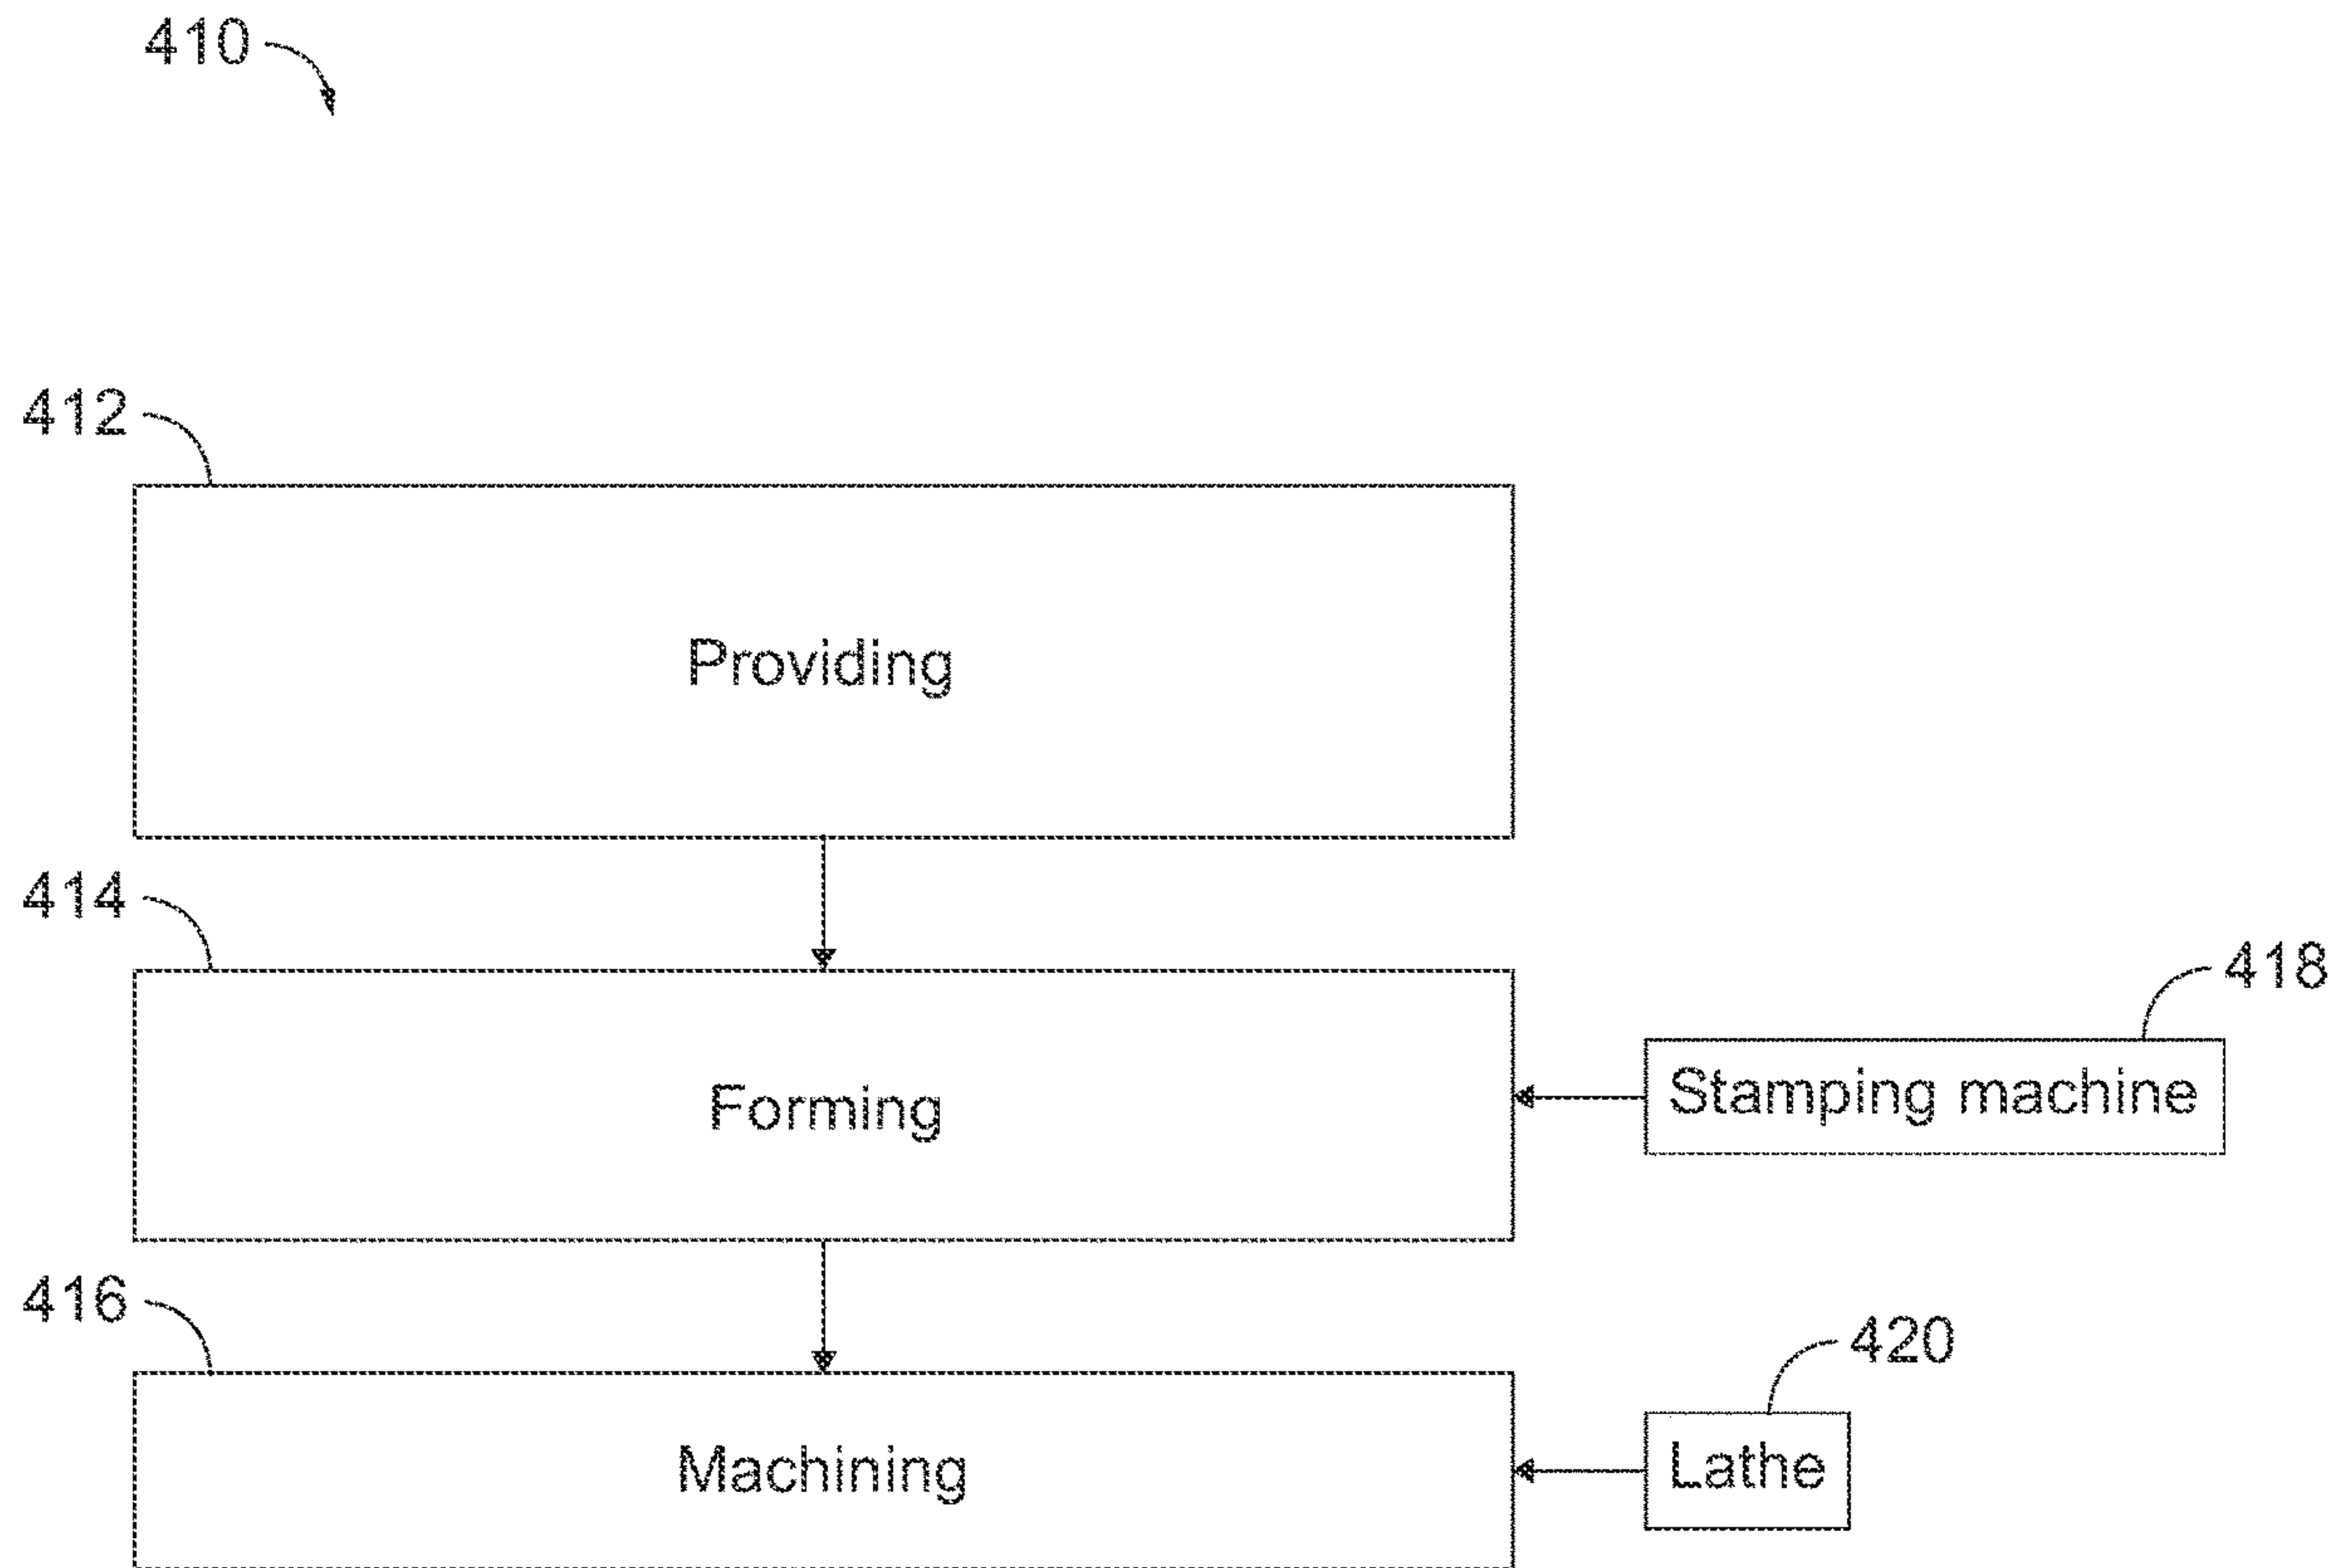 410
412
Providing
414
418
Forming
Stamping machine
416
420
Machining
Lathe